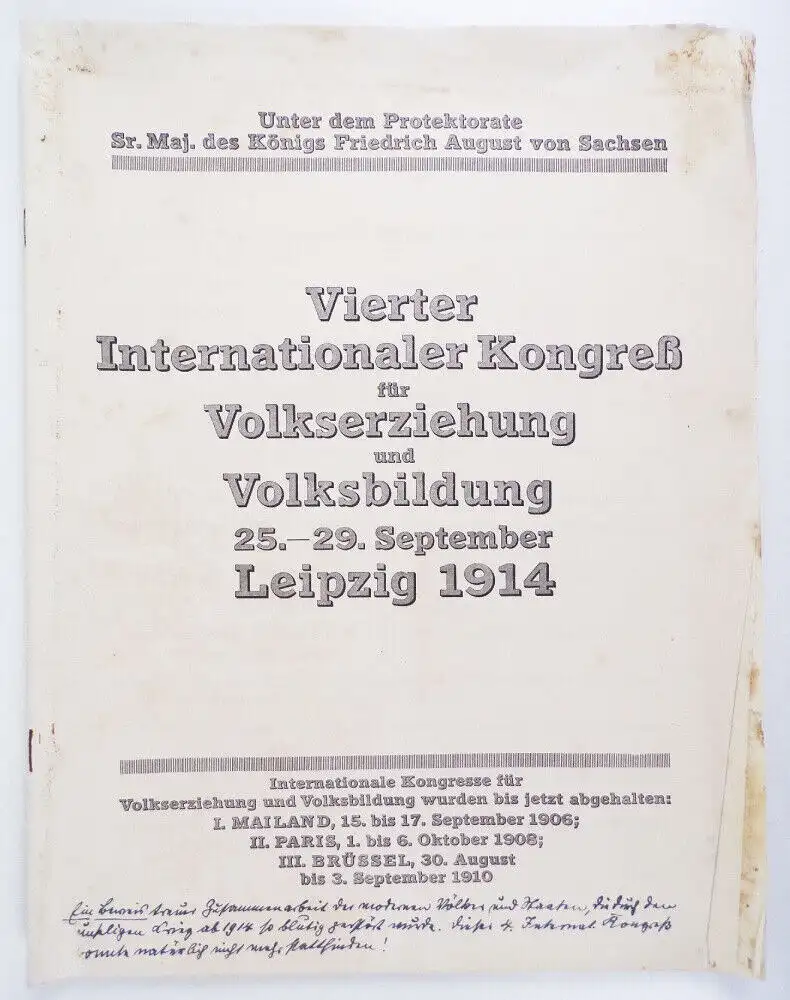 Unter dem Protektorate
Sr. Maj. des Königs Friedrich August von Sachsen
Vierter
Internationaler Kongreß
für
Volkserziehung
und
Volksbildung
25.—29. September
Leipzig 1914
Internationale Kongresse für
Volkserziehung und Volksbildung wurden bis jetzt abgehalten:
I. MAILAND, 15. bis 17. September 1906;
II. PARIS, 1. bis 6. Oktober 1908;
III. BRÜSSEL, 30. August
bis 3. September 1910
Ein Beweis treuer Zusammenarbeit der modernen Völker und Staaten, die durch den
unseligen Krieg ab 1914 so blutig zerstört wurde. Dieser 4. Internat. Kongreß
konnte natürlich nicht mehr stattfinden!